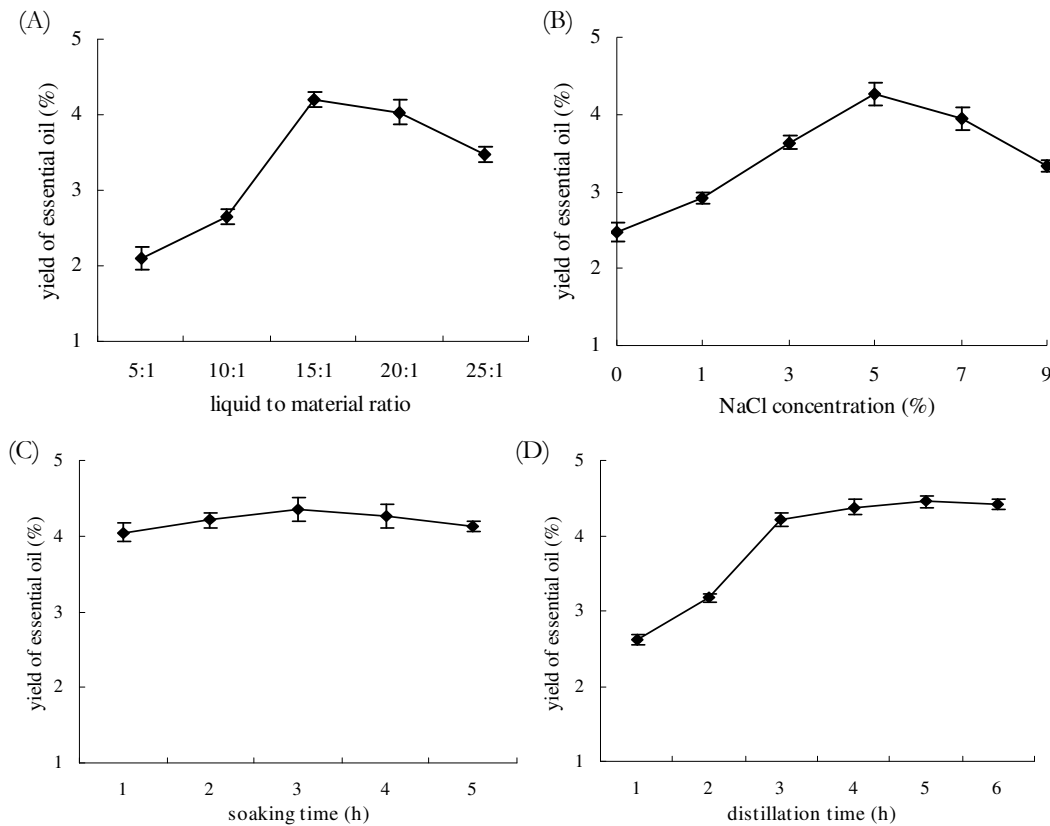 (A)
5
4
3
2
1
yield of essential oil (%)
5:1 10:1 15:1 20:1 25:1
liquid to material ratio
(B)
5
4
3
2
1
yield of essential oil (%)
0 1 3 5 7 9
NaCl concentration (%)
(C)
5
4
3
2
1
yield of essential oil (%)
1 2 3 4 5
soaking time (h)
(D)
5
4
3
2
1
yield of essential oil (%)
1 2 3 4 5 6
distillation time (h)